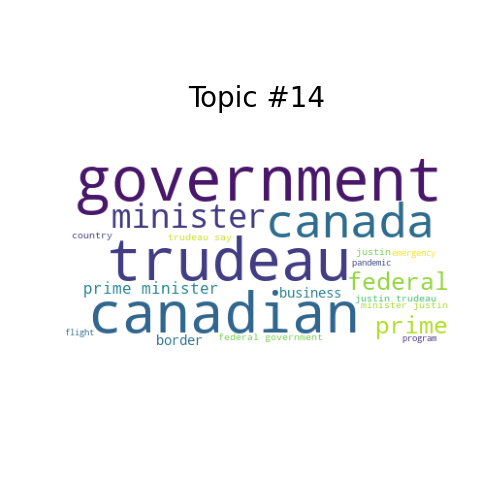 Topic #14
government
minister canada
country trudeau say
trudeau justin emergency
pandemic
prime minister business federal
canadian justin trudeau
minister justin
prime
flight border federal government program